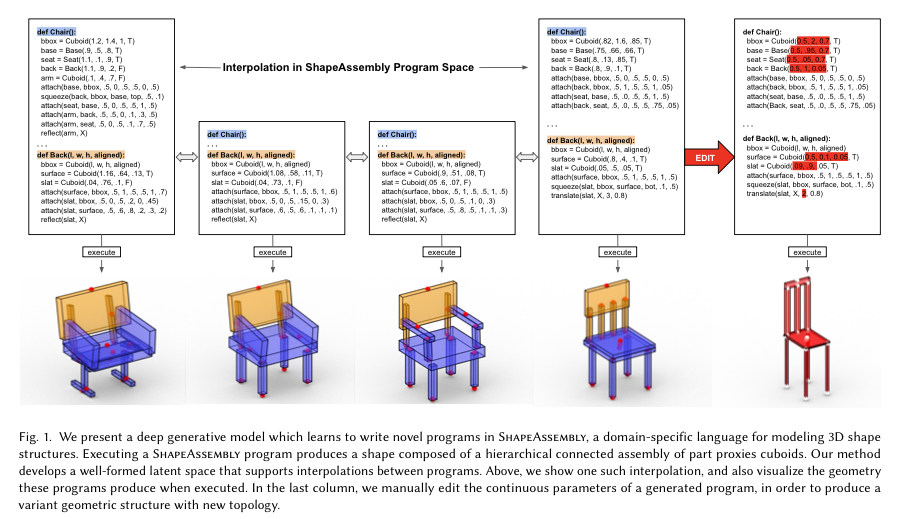 def Chair():
bbox = Cuboid(1.2, 1.4, 1, T)
base = Base(.9, .5, .8, T)
seat = Seat(1.1, .1, .9, T)
back = Back(1.1, .9, .2, F)
arm = Cuboid(.1, .4, .7, F)
attach(base, bbox, .5, 0, .5, .5, 0, .5)
squeeze(back, bbox, base, top, .5, .1)
attach(seat, base, .5, 0, .5, .5, 1, .5)
attach(arm, back, .5, .5, 0, .1, .3, .5)
attach(arm, seat, .5, 0, .5, .1, .7, .5)
reflect(arm, X)
...
def Back(l, w, h, aligned):
bbox = Cuboid(l, w, h, aligned)
surface = Cuboid(1.16, .64, .13, T)
slat = Cuboid(.04, .76, .1, F)
attach(surface, bbox, .5, 1, .5, .5, 1, .7)
attach(slat, bbox, .5, 0, .5, .2, 0, .45)
attach(slat, surface, .5, .6, .8, .2, .3, .2)
reflect(slat, X)
execute
Interpolation in ShapeAssembly Program Space
def Chair():
...
def Back(l, w, h, aligned):
bbox = Cuboid(l, w, h, aligned)
surface = Cuboid(1.08, .58, .11, T)
slat = Cuboid(.04, .73, .1, F)
attach(surface, bbox, .5, 1, .5, .5, 1, .6)
attach(slat, bbox, .5, 0, .5, .15, 0, .3)
attach(slat, surface, .6, .5, .6, .1, .1, .1)
reflect(slat, X)
execute
def Chair():
...
def Back(l, w, h, aligned):
bbox = Cuboid(l, w, h, aligned)
surface = Cuboid(.9, .51, .08, T)
slat = Cuboid(.05 .6, .07, F)
attach(surface, bbox, .5, 1, .5, .5, 1, .5)
attach(slat, bbox, .5, 0, .5, .1, 0, .3)
attach(slat, surface, .5, .8, .5, .1, .1, .3)
reflect(slat, X)
execute
def Chair():
bbox = Cuboid(.82, 1.6, .85, T)
base = Base(.75, .66, .66, T)
seat = Seat(.8, .13, .85, T)
back = Back(.8, .9, .1, T)
attach(base, bbox, .5, 0, .5, .5, 0, .5)
attach(back, bbox, .5, 1, .5, .5, 1, .05)
attach(seat, base, .5, .0, .5, .5, 1, .5)
attach(back, seat, .5, .0, .5, .5, .75, .05)
...
def Back(l, w, h, aligned):
bbox = Cuboid(l, w, h, aligned)
surface = Cuboid(.8, .4, .1, T)
slat = Cuboid(.05, .5, .05, T)
attach(surface, bbox, .5, 1, .5, .5, 1, .5)
squeeze(slat, bbox, surface, bot, .1, .5)
translate(slat, X, 3, 0.8)
execute
EDIT
def Chair():
bbox = Cuboid(0.5, 2, 0.7, T)
base = Base(0.5, .95, 0.7, T)
seat = Seat(0.5, .05, 0.7, T)
back = Back(0.5, 1, 0.05, T)
attach(base, bbox, .5, 0, .5, .5, 0, .5)
attach(back, bbox, .5, 1, .5, .5, 1, .05)
attach(seat, base, .5, .0, .5, .5, 1, .5)
attach(Back, seat, .5, .0, .5, .5, .75, .05)
...
def Back(l, w, h, aligned):
bbox = Cuboid(l, w, h, aligned)
surface = Cuboid(0.5, 0.1, 0.05, T)
slat = Cuboid(.09, .9, .05, T)
attach(surface, bbox, .5, 1, .5, .5, 1, .5)
squeeze(slat, bbox, surface, bot, .1, .5)
translate(slat, X, 2, 0.8)
execute
Fig. 1. We present a deep generative model which learns to write novel programs in ShapeAssembly, a domain-specific language for modeling 3D shape
structures. Executing a ShapeAssembly program produces a shape composed of a hierarchical connected assembly of part proxies cuboids. Our method
develops a well-formed latent space that supports interpolations between programs. Above, we show one such interpolation, and also visualize the geometry
these programs produce when executed. In the last column, we manually edit the continuous parameters of a generated program, in order to produce a
variant geometric structure with new topology.